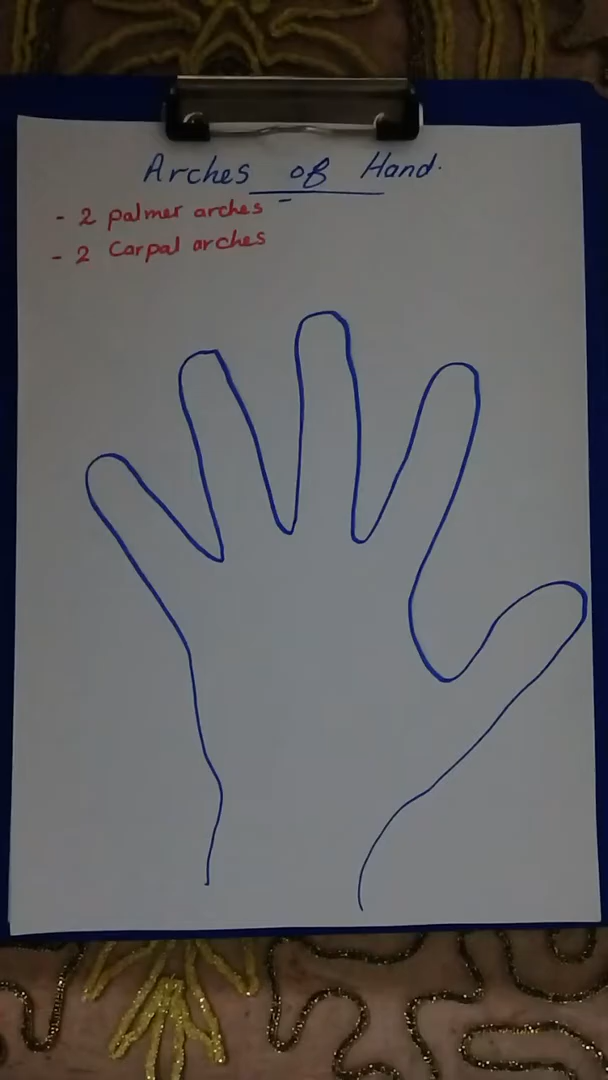 Arches of Hand.
- 2 palmer arches -
- 2 Carpal arches